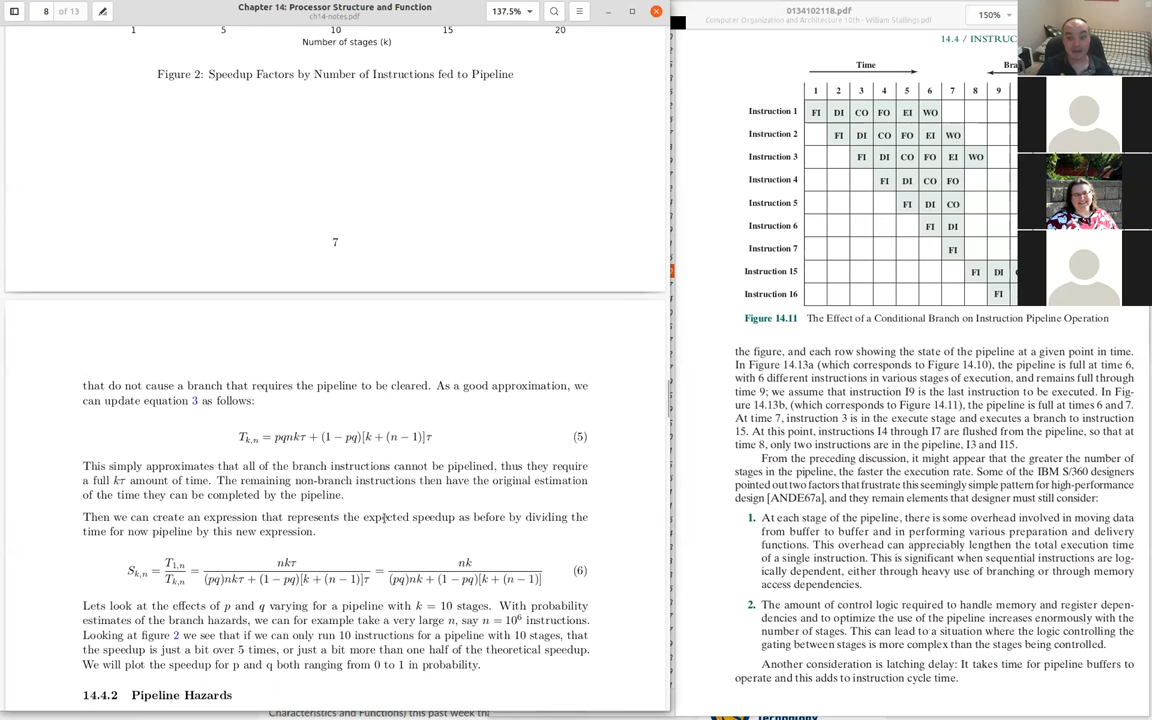 8 of 13
Chapter 14: Processor Structure and Function
ch14-notes.pdf
137.5%
1 5 10 15 20
Number of stages (k)
Figure 2: Speedup Factors by Number of Instructions fed to Pipeline
7
that do not cause a branch that requires the pipeline to be cleared. As a good approximation, we
can update equation 3 as follows:
T_{k,n} = pqnkτ + (1 − pq)[k + (n − 1)]τ (5)
This simply approximates that all of the branch instructions cannot be pipelined, thus they require
a full kτ amount of time. The remaining non-branch instructions then have the original estimation
of the time they can be completed by the pipeline.
Then we can create an expression that represents the expected speedup as before by dividing the
time for now pipeline by this new expression.
S_{k,n} = T_{1,n} / T_{k,n} = nkτ / (pq)nkτ + (1 − pq)[k + (n − 1)]τ = nk / (pq)nk + (1 − pq)[k + (n − 1)] (6)
Lets look at the effects of p and q varying for a pipeline with k = 10 stages. With probability
estimates of the branch hazards, we can for example take a very large n, say n = 10⁶ instructions.
Looking at figure 2 we see that if we can only run 10 instructions for a pipeline with 10 stages, that
the speedup is just a bit over 5 times, or just a bit more than one half of the theoretical speedup.
We will plot the speedup for p and q both ranging from 0 to 1 in probability.
14.4.2 Pipeline Hazards
Characteristics and Functions) this past week th
0134102118.pdf
Computer Organization and Architecture 10th - William Stallings.pdf
150%
14.4 / INSTRUC
Time
Bra
1 2 3 4 5 6 7 8 9
Instruction 1 FI DI CO FO EI WO
Instruction 2 FI DI CO FO EI WO
Instruction 3 FI DI CO FO EI WO
Instruction 4 FI DI CO FO
Instruction 5 FI DI CO
Instruction 6 FI DI
Instruction 7 FI
Instruction 15 FI DI
Instruction 16 FI
Figure 14.11 The Effect of a Conditional Branch on Instruction Pipeline Operation
the figure, and each row showing the state of the pipeline at a given point in time.
In Figure 14.13a (which corresponds to Figure 14.10), the pipeline is full at time 6,
with 6 different instructions in various stages of execution, and remains full through
time 9; we assume that instruction I9 is the last instruction to be executed. In Fig-
ure 14.13b, (which corresponds to Figure 14.11), the pipeline is full at times 6 and 7.
At time 7, instruction 3 is in the execute stage and executes a branch to instruction
15. At this point, instructions I4 through I7 are flushed from the pipeline, so that at
time 8, only two instructions are in the pipeline, I3 and I15.
From the preceding discussion, it might appear that the greater the number of
stages in the pipeline, the faster the execution rate. Some of the IBM S/360 designers
pointed out two factors that frustrate this seemingly simple pattern for high-performance
design [ANDE67a], and they remain elements that designer must still consider:
1. At each stage of the pipeline, there is some overhead involved in moving data
from buffer to buffer and in performing various preparation and delivery
functions. This overhead can appreciably lengthen the total execution time
of a single instruction. This is significant when sequential instructions are log-
ically dependent, either through heavy use of branching or through memory
access dependencies.
2. The amount of control logic required to handle memory and register depen-
dencies and to optimize the use of the pipeline increases enormously with the
number of stages. This can lead to a situation where the logic controlling the
gating between stages is more complex than the stages being controlled.
Another consideration is latching delay: It takes time for pipeline buffers to
operate and this adds to instruction cycle time.
Technology